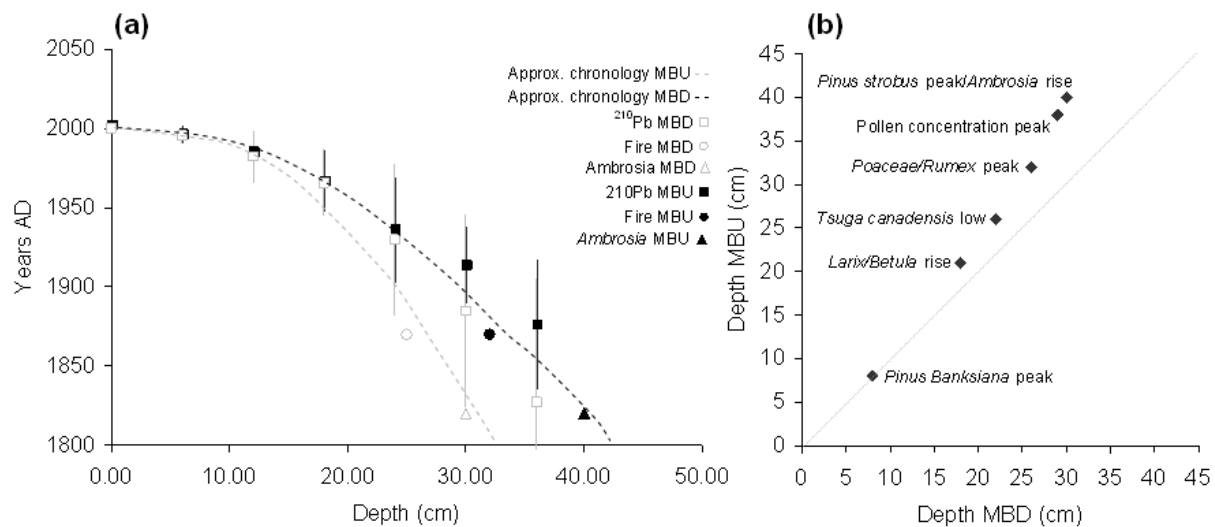 (a)
2050
2000
1950
1900
1850
1800
Years AD
0.00
10.00
20.00
30.00
40.00
50.00
Depth (cm)
Approx. chronology MBU
Approx. chronology MBD
²¹⁰Pb MBD
Fire MBD
Ambrosia MBD
210Pb MBU
Fire MBU
Ambrosia MBU
(b)
45
40
35
30
25
20
15
10
5
0
Depth MBU (cm)
Pinus strobus peak/Ambrosia rise
Pollen concentration peak
Poaceae/Rumex peak
Tsuga canadensis low
Larix/Betula rise
Pinus Banksiana peak
0 5 10 15 20 25 30 35 40 45
Depth MBD (cm)